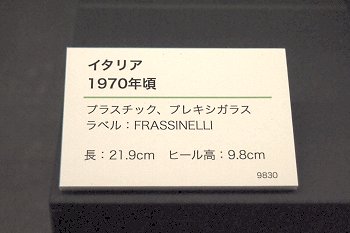 イタリア
1970年頃
プラスチック、プレキシガラス
ラベル：FRASSINELLI
長：21.9cm　ヒール高：9.8cm
9830